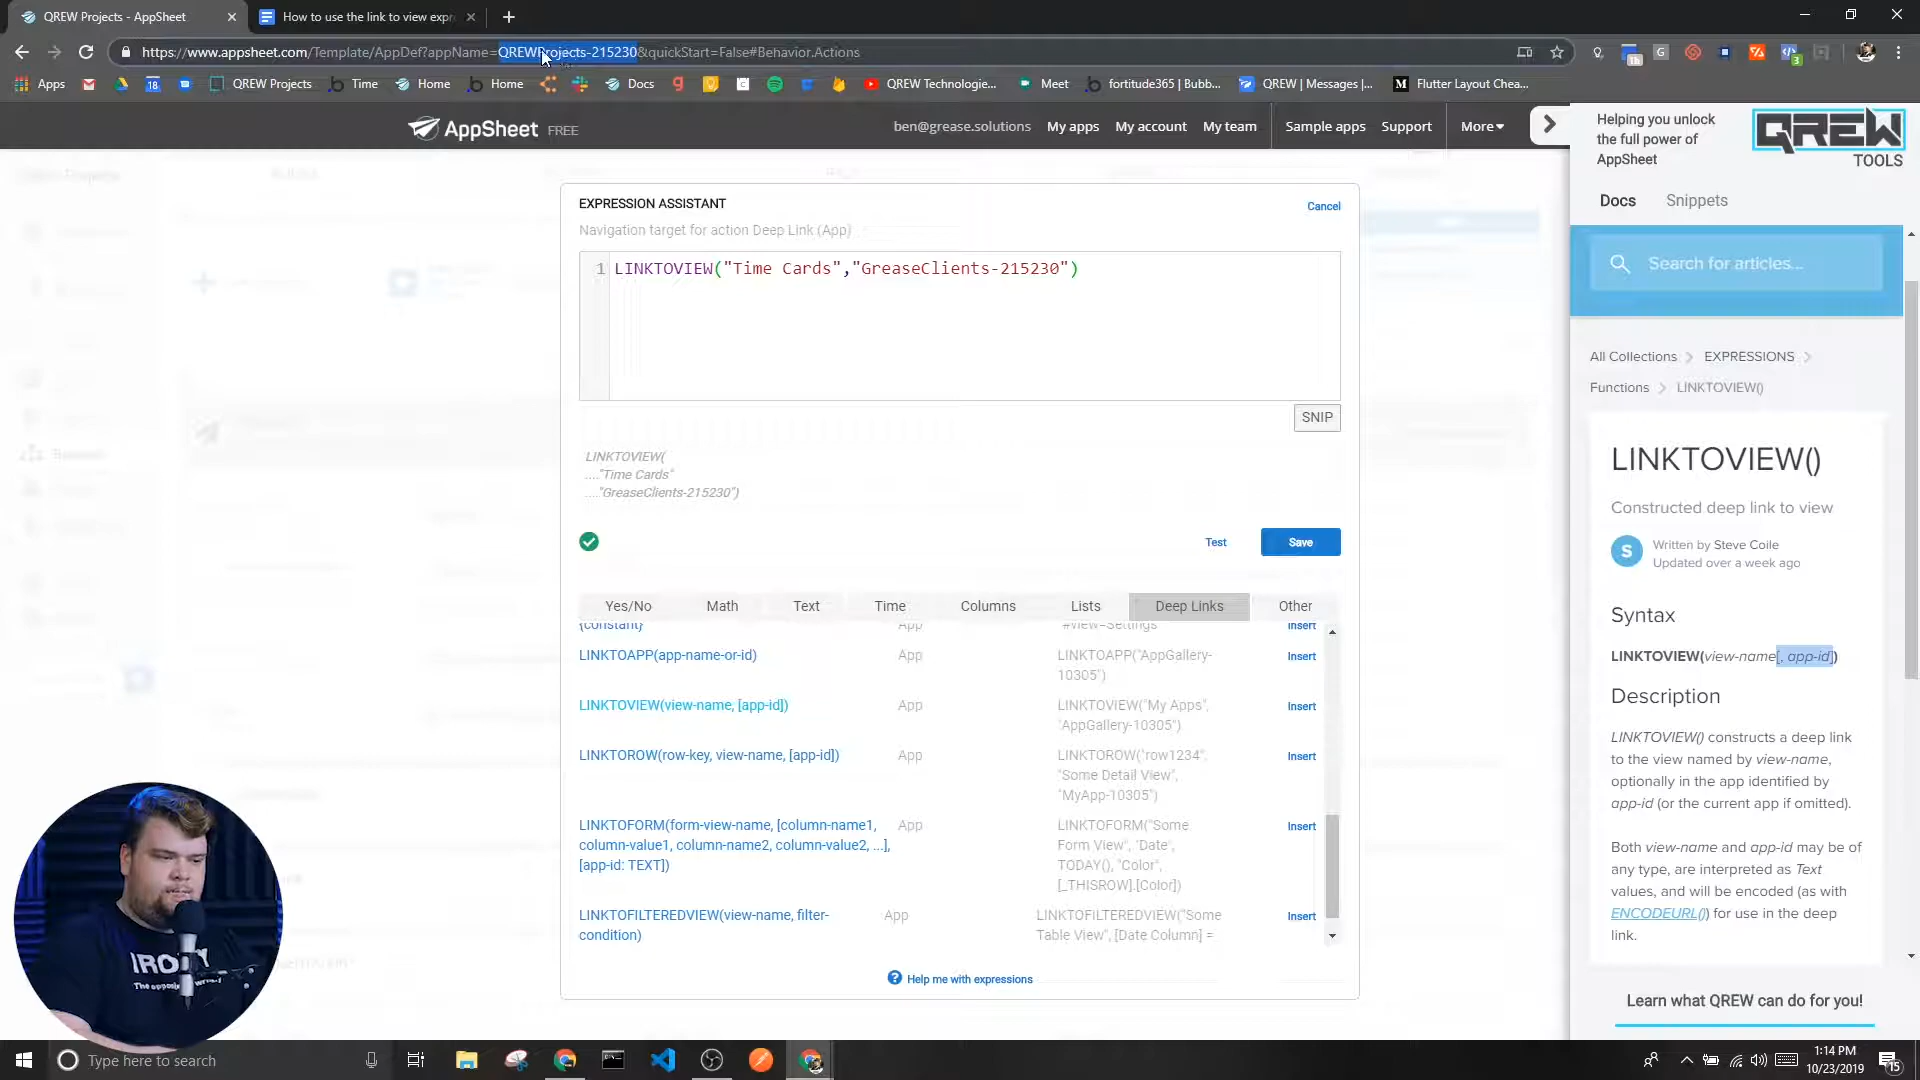 QREW Projects - AppSheet
How to use the link to view expr
https://www.appsheet.com/Template/AppDef?appName=QREWProjects-215230&quickStart=False#Behavior.Actions
Apps
18
QREW Projects
Time
Home
Home
Docs
QREW Technologie...
Meet
fortitude365 | Bubb...
QREW | Messages |...
Flutter Layout Chea...
AppSheet FREE
ben@grease.solutions
My apps
My account
My team
Sample apps
Support
More
EXPRESSION ASSISTANT
Cancel
Navigation target for action Deep Link (App)
1 LINKTOVIEW("Time Cards","GreaseClients-215230")
SNIP
LINKTOVIEW(
...."Time Cards"
...."GreaseClients-215230")
Test
Save
Yes/No
Math
Text
Time
Columns
Lists
Deep Links
Other
{constant}
App
"#view=Settings"
Insert
LINKTOAPP(app-name-or-id)
App
LINKTOAPP("AppGallery-
10305")
Insert
LINKTOVIEW(view-name, [app-id])
App
LINKTOVIEW("My Apps",
"AppGallery-10305")
Insert
LINKTOROW(row-key, view-name, [app-id])
App
LINKTOROW("row1234",
"Some Detail View",
"MyApp-10305")
Insert
LINKTOFORM(form-view-name, [column-name1,
column-value1, column-name2, column-value2, ...],
[app-id: TEXT])
App
LINKTOFORM("Some
Form View", "Date",
TODAY(), "Color",
[_THISROW].[Color])
Insert
LINKTOFILTEREDVIEW(view-name, filter-
condition)
App
LINKTOFILTEREDVIEW("Some
Table View", [Date Column] =
Insert
Help me with expressions
Helping you unlock
the full power of
AppSheet
QREW
TOOLS
Docs
Snippets
Search for articles...
All Collections
EXPRESSIONS
Functions
LINKTOVIEW()
LINKTOVIEW()
Constructed deep link to view
S
Written by Steve Coile
Updated over a week ago
Syntax
LINKTOVIEW(view-name[, app-id])
Description
LINKTOVIEW() constructs a deep link
to the view named by view-name,
optionally in the app identified by
app-id (or the current app if omitted).
Both view-name and app-id may be of
any type, are interpreted as Text
values, and will be encoded (as with
ENCODEURL()) for use in the deep
link.
Learn what QREW can do for you!
Type here to search
1:14 PM
10/23/2019
15